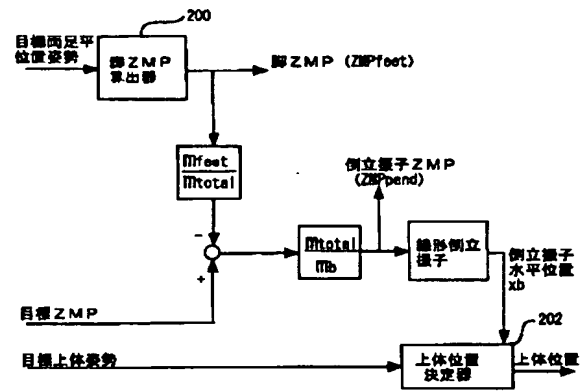 200
目標両足平
位置姿勢
脚ZMP
算出器
脚ZMP (ZMPfeet)
mfeet
mtotal
倒立振子ZMP
(ZMPpend)
-
+
mtotal
mb
線形倒立
振子
倒立振子
水平位置
xb
目標ZMP
202
目標上体姿勢
上体位置
決定器
上体位置